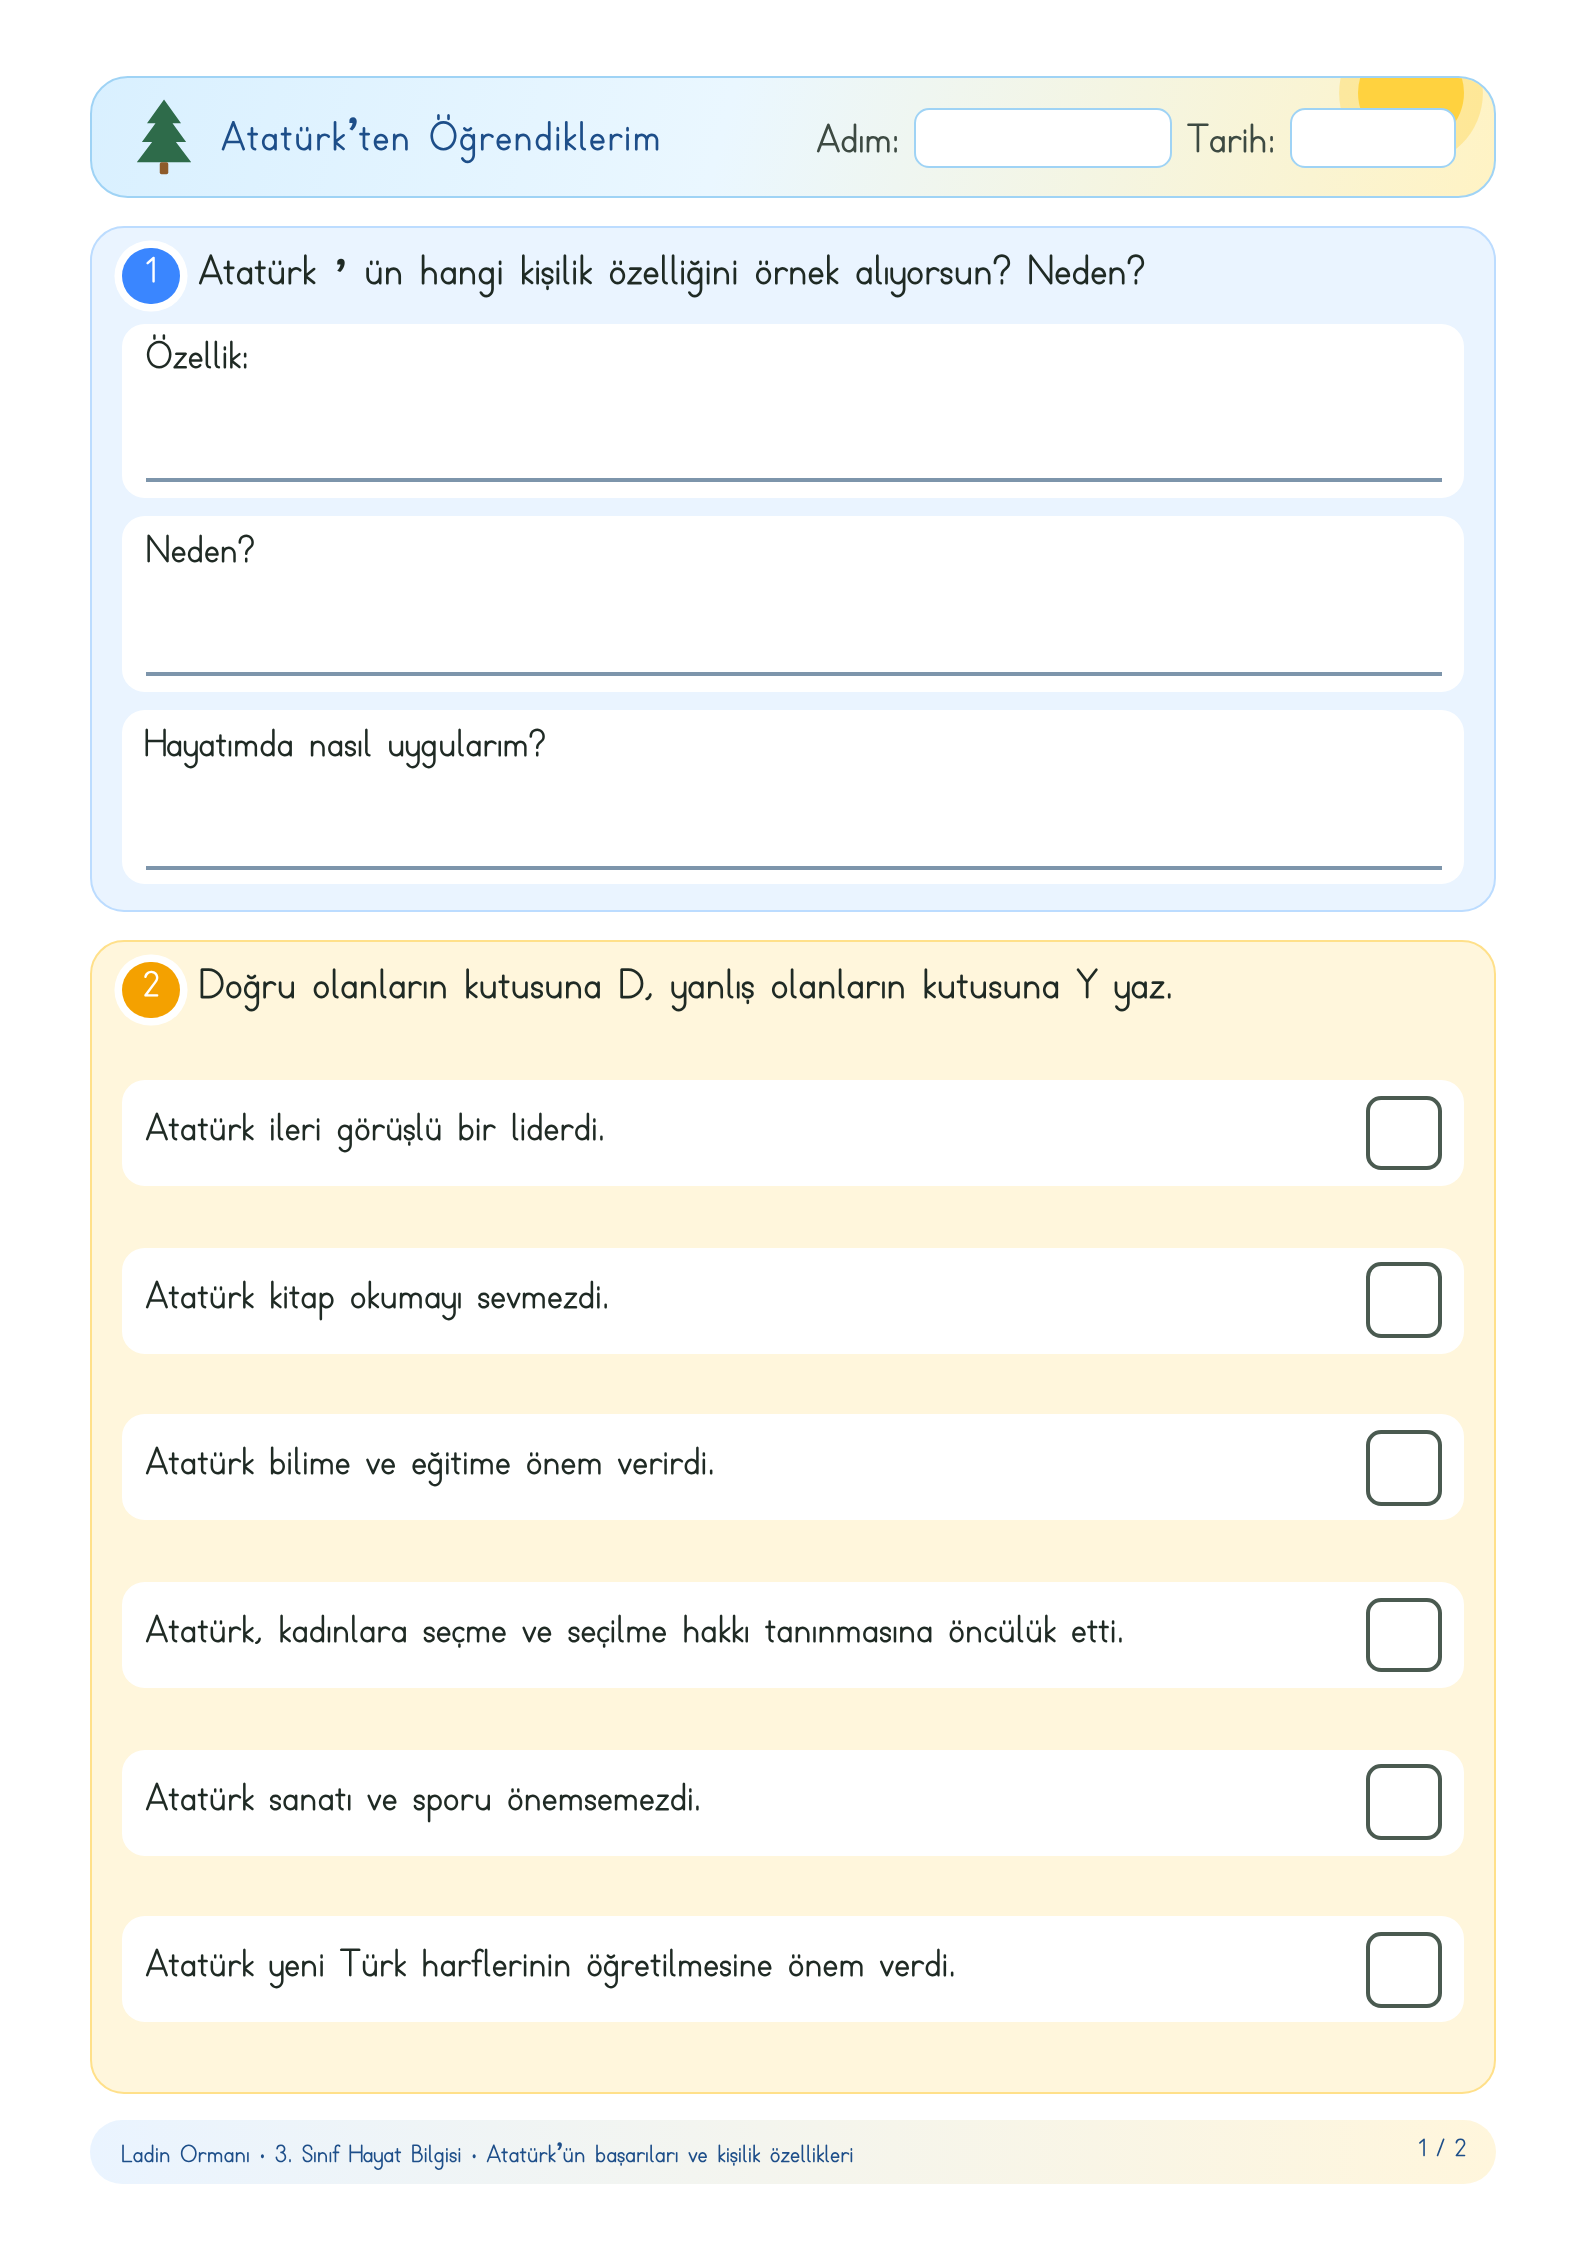 Atatürk’ten Öğrendiklerim
Adım:
Tarih:
1 Atatürk ’ ün hangi kişilik özelliğini örnek alıyorsun? Neden?
Özellik:
Neden?
Hayatımda nasıl uygularım?
2 Doğru olanların kutusuna D, yanlış olanların kutusuna Y yaz.
Atatürk ileri görüşlü bir liderdi.
Atatürk kitap okumayı sevmezdi.
Atatürk bilime ve eğitime önem verirdi.
Atatürk, kadınlara seçme ve seçilme hakkı tanınmasına öncülük etti.
Atatürk sanatı ve sporu önemsemezdi.
Atatürk yeni Türk harflerinin öğretilmesine önem verdi.
Ladin Ormanı • 3. Sınıf Hayat Bilgisi • Atatürk’ün başarıları ve kişilik özellikleri
1 / 2